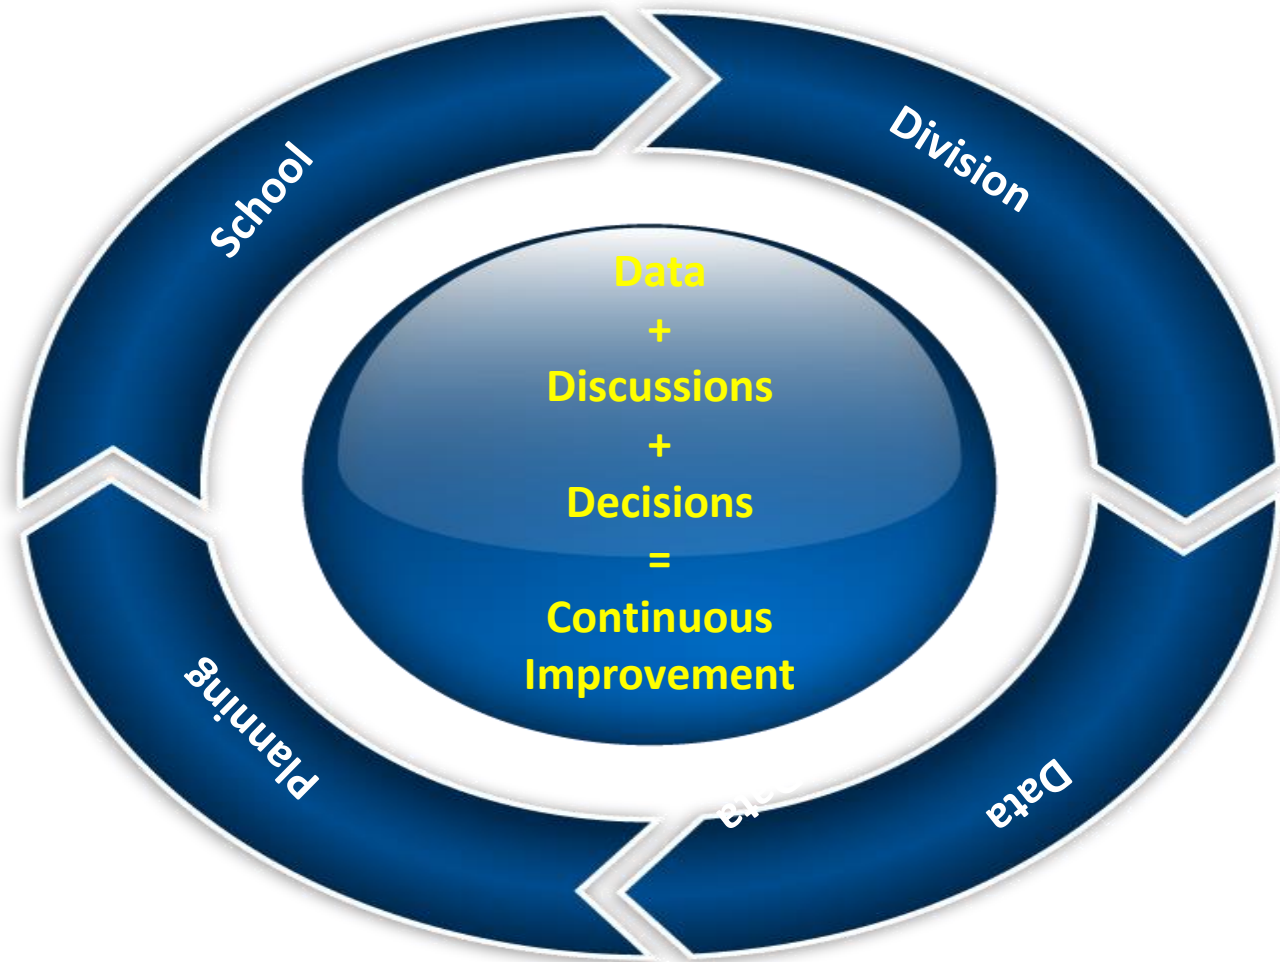 School
Division
Data
+
Discussions
+
Decisions
=
Continuous
Improvement
Planning
Data